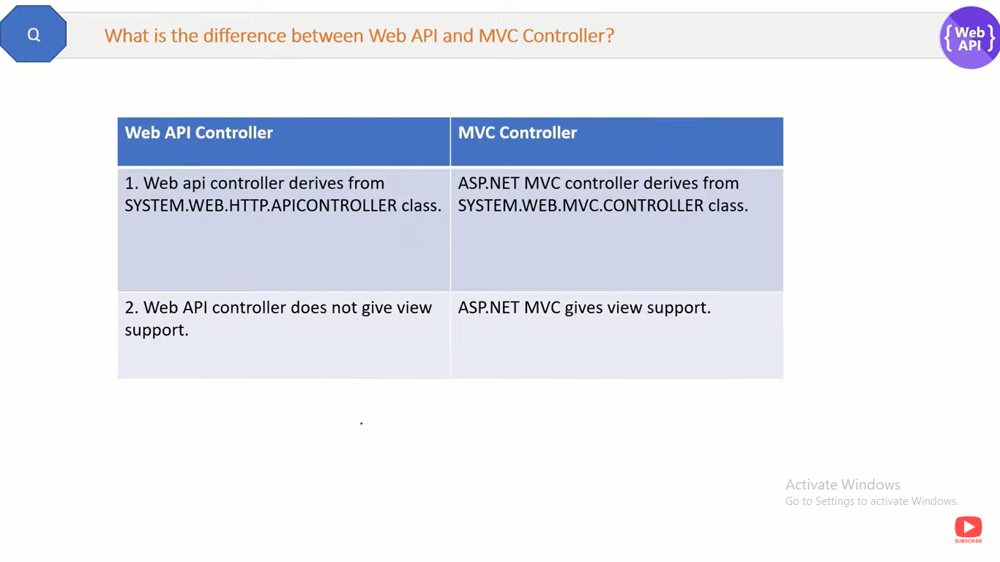 Q
What is the difference between Web API and MVC Controller?
{Web
API}
Web API Controller
MVC Controller
1. Web api controller derives from
SYSTEM.WEB.HTTP.APICONTROLLER class.
ASP.NET MVC controller derives from
SYSTEM.WEB.MVC.CONTROLLER class.
2. Web API controller does not give view
support.
ASP.NET MVC gives view support.
Activate Windows
Go to Settings to activate Windows.
SUBSCRIBE